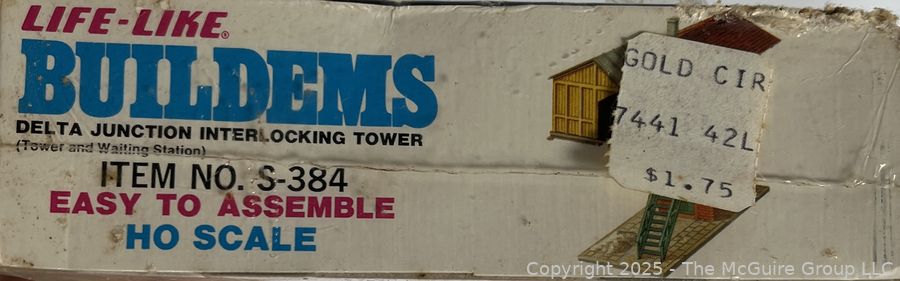 LIFE-LIKE®
BUILDEMS
DELTA JUNCTION INTERLOCKING TOWER
(Tower and Waiting Station)
ITEM NO. S-384
EASY TO ASSEMBLE
HO SCALE
GOLD CIR
7441 42L
$1.75
Copyright© 2025 - The McGuire Group LLC